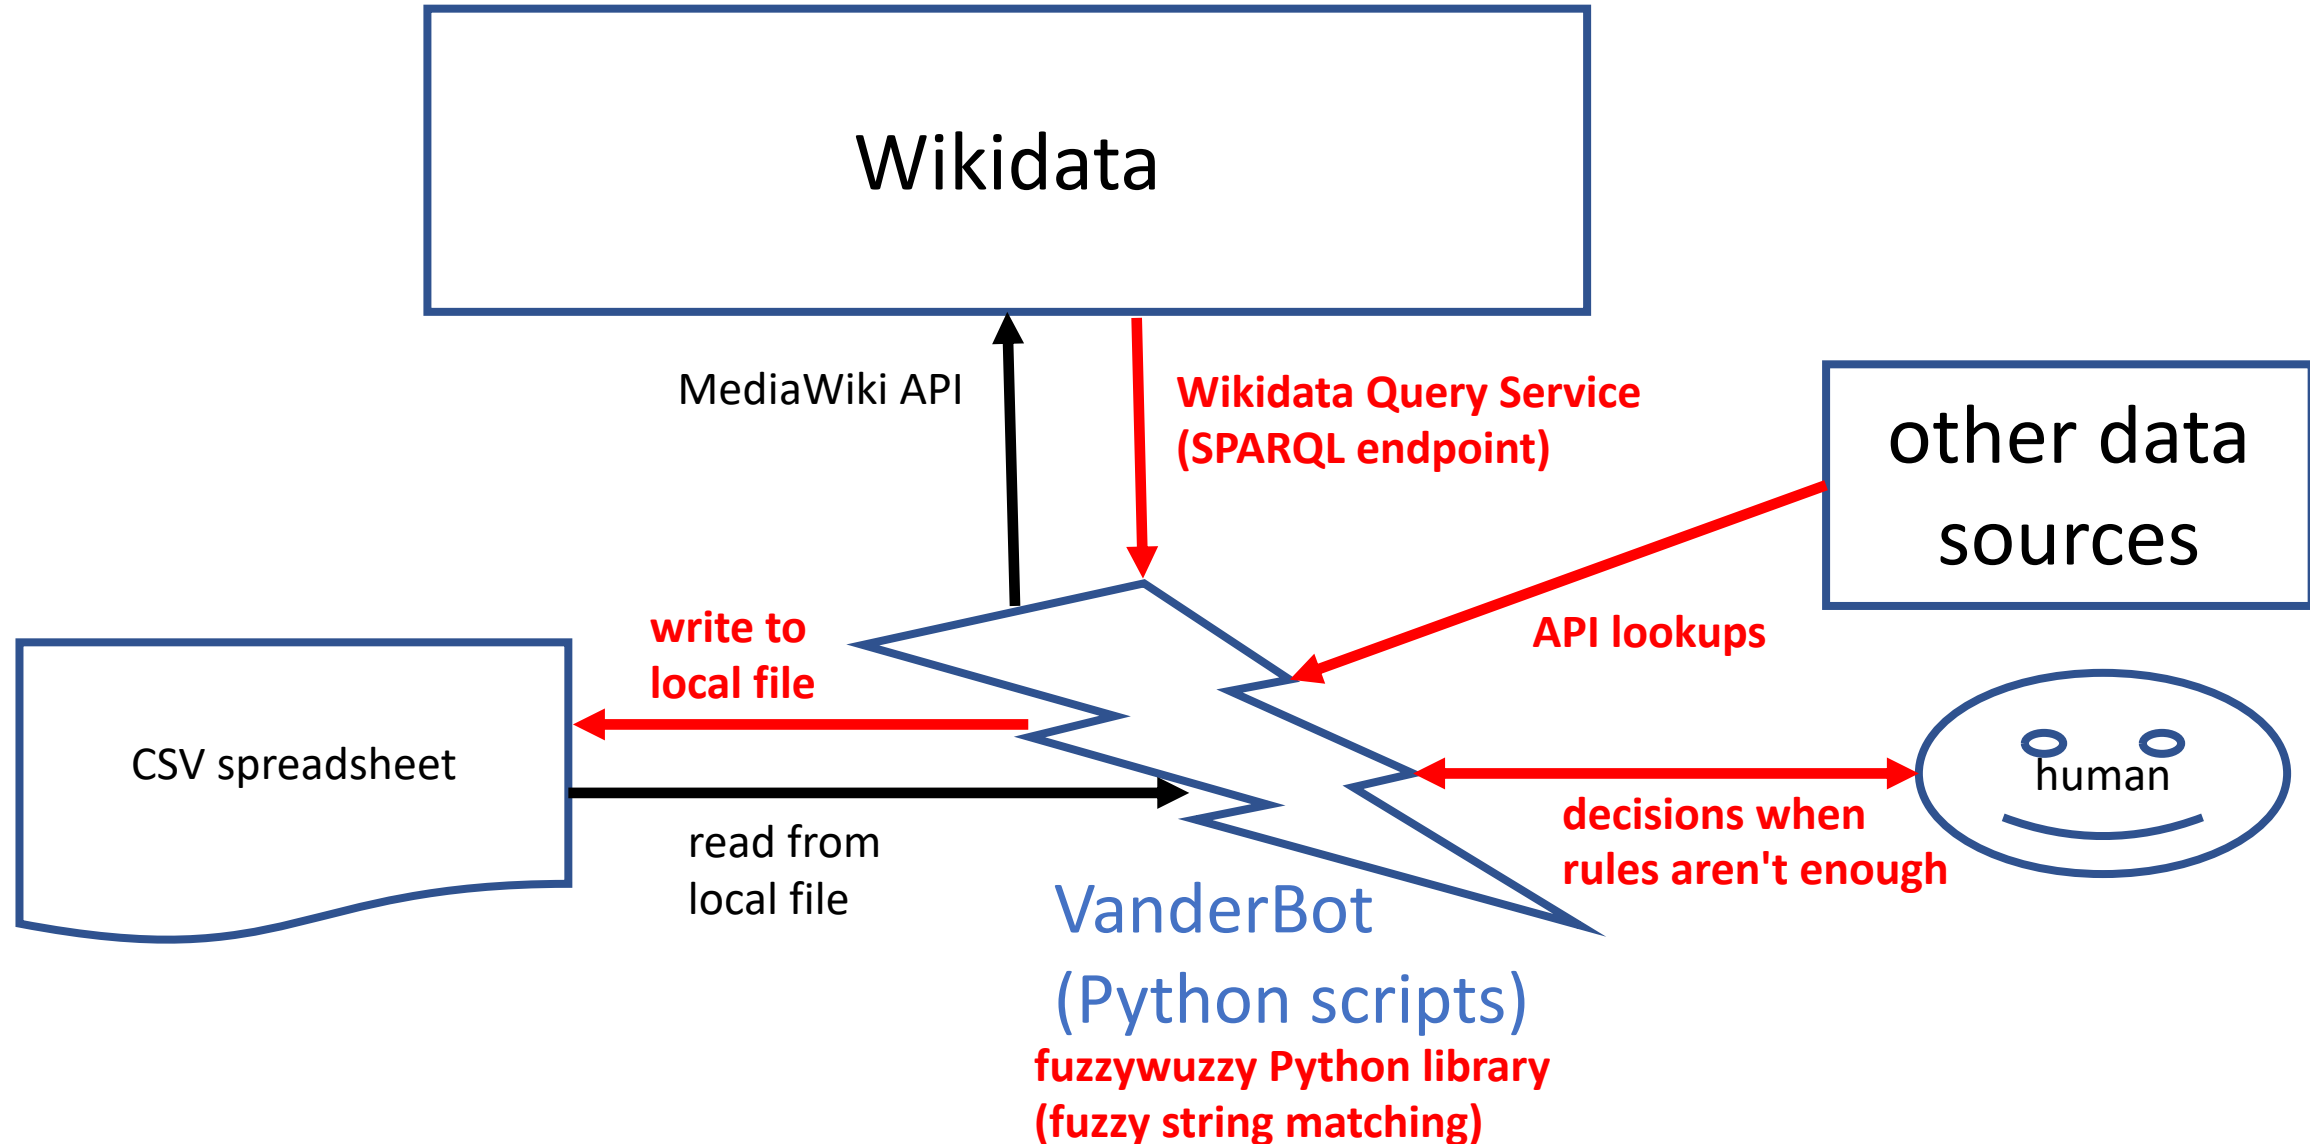 Wikidata
MediaWiki API
Wikidata Query Service
(SPARQL endpoint)
other data
sources
write to
local file
API lookups
CSV spreadsheet
human
decisions when
rules aren't enough
read from
local file
VanderBot
(Python scripts)
fuzzywuzzy Python library
(fuzzy string matching)